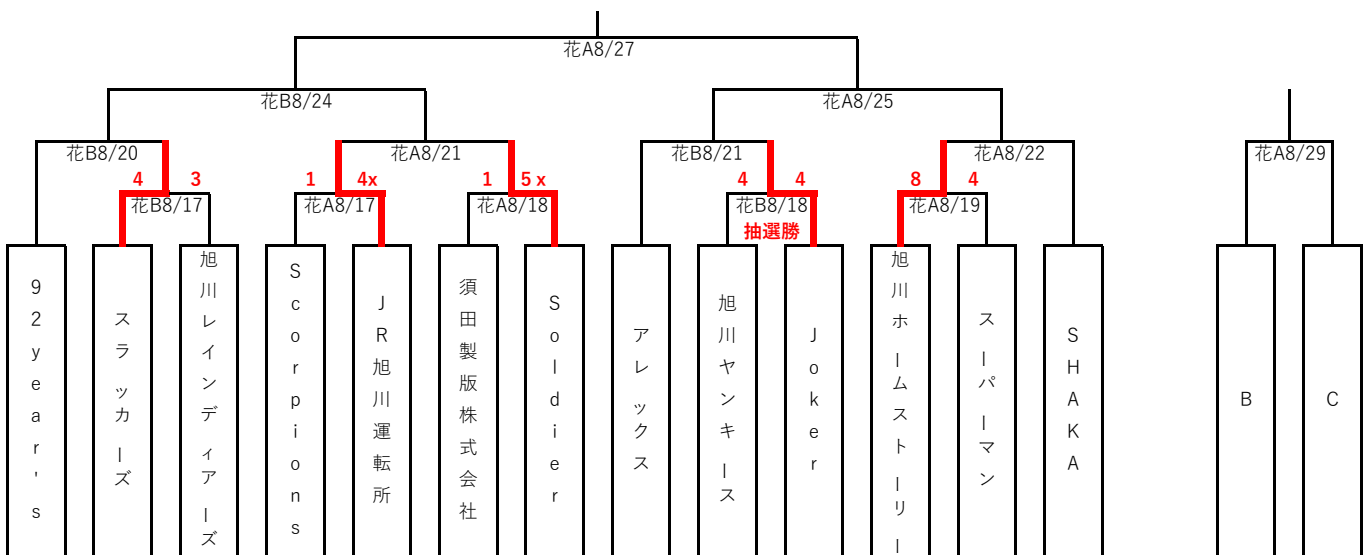 花A8/27
花B8/24
花A8/25
花B8/20
花A8/21
花B8/21
花A8/22
花A8/29
4
3
1
4x
1
5 x
4
4
8
4
花B8/17
花A8/17
花A8/18
花B8/18
花A8/19
抽選勝
92year's
スラッカーズ
旭川レインディアーズ
Scorpions
JR旭川運転所
須田製版株式会社
Soldier
アレックス
旭川ヤンキース
Joker
旭川ホームストーリー
スーパーマン
SHAKA
B
C